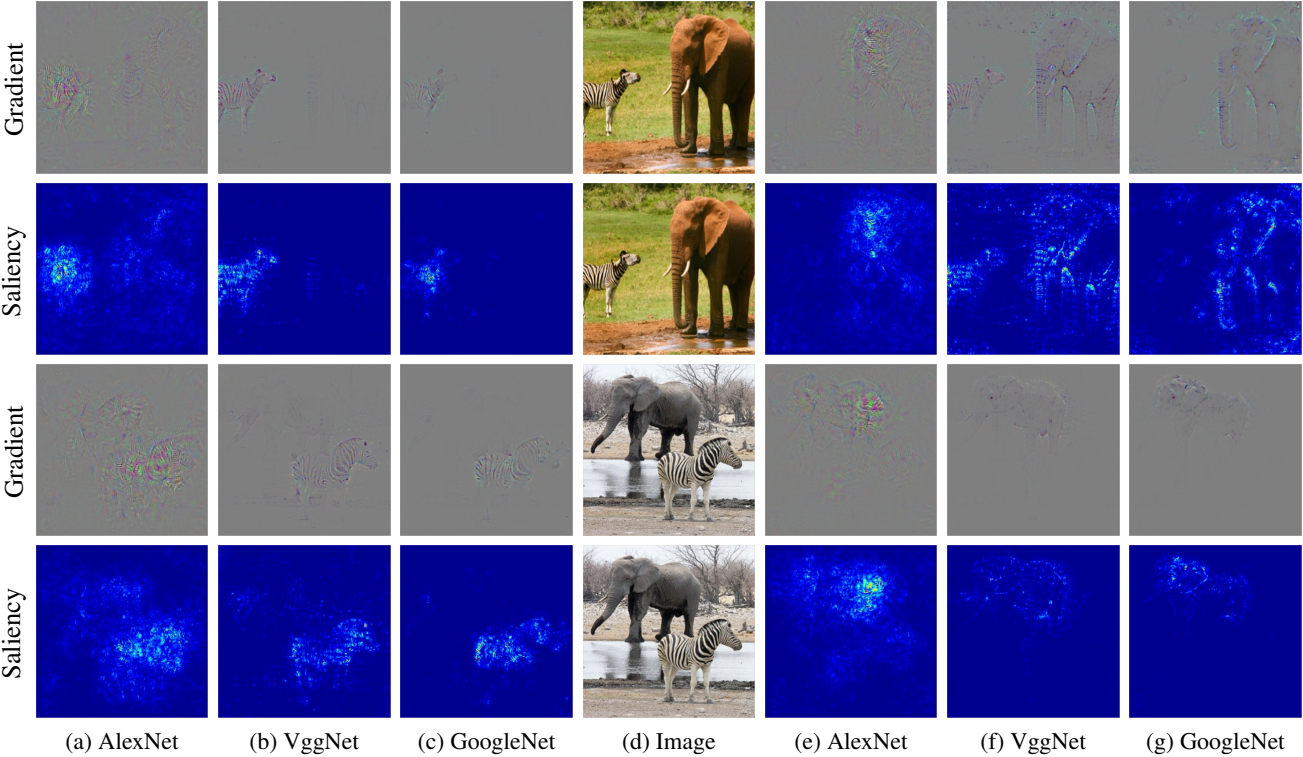 Gradient
Saliency
Gradient
Saliency
(a) AlexNet (b) VggNet (c) GoogleNet (d) Image (e) AlexNet (f) VggNet (g) GoogleNet